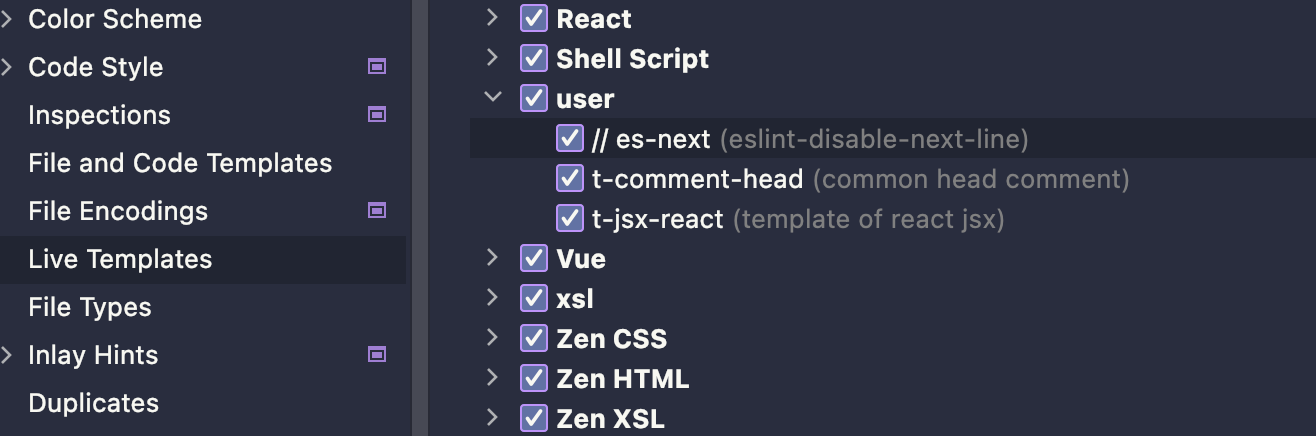 Color Scheme
Code Style
Inspections
File and Code Templates
File Encodings
Live Templates
File Types
Inlay Hints
Duplicates
React
Shell Script
user
// es-next (eslint-disable-next-line)
t-comment-head (common head comment)
t-jsx-react (template of react jsx)
Vue
xsl
Zen CSS
Zen HTML
Zen XSL